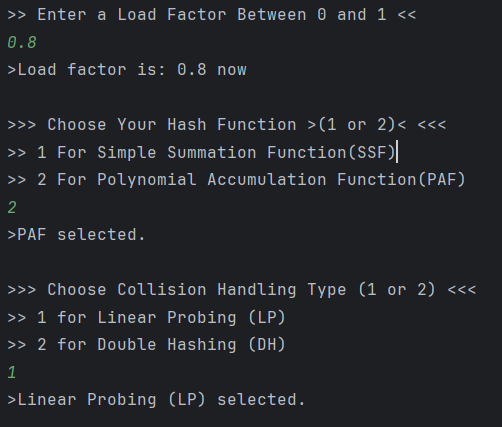 >> Enter a Load Factor Between 0 and 1 <<
0.8
>Load factor is: 0.8 now
>>> Choose Your Hash Function >(1 or 2)< <<<
>> 1 For Simple Summation Function(SSF)
>> 2 For Polynomial Accumulation Function(PAF)
2
>PAF selected.
>>> Choose Collision Handling Type (1 or 2) <<<
>> 1 for Linear Probing (LP)
>> 2 for Double Hashing (DH)
1
>Linear Probing (LP) selected.